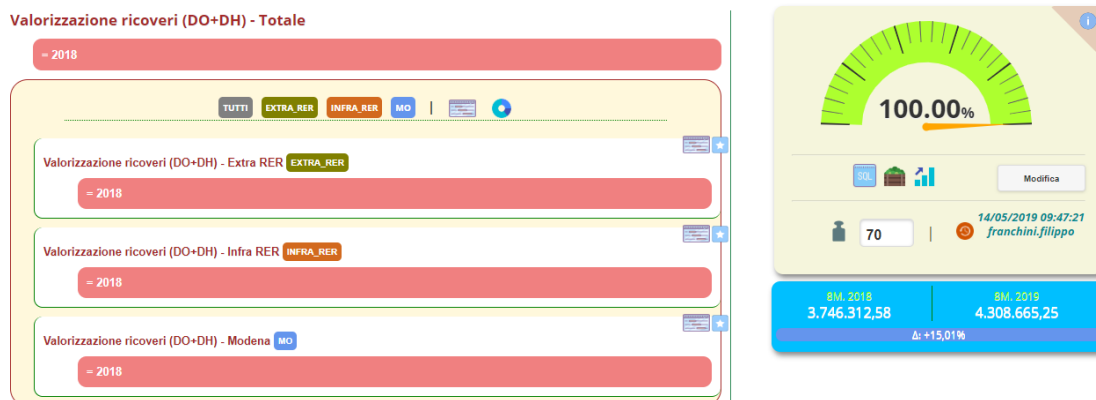 Valorizzazione ricoveri (DO+DH) - Totale
= 2018
TUTTI EXTRA_RER INFRA_RER MO |
Valorizzazione ricoveri (DO+DH) - Extra RER EXTRA_RER
= 2018
Valorizzazione ricoveri (DO+DH) - Infra RER INFRA_RER
= 2018
Valorizzazione ricoveri (DO+DH) - Modena MO
= 2018
i
100.00%
SQL
Modifica
70 |
14/05/2019 09:47:21
franchini.filippo
8M. 2018 8M. 2019
3.746.312,58 4.308.665,25
Δ: +15,01%